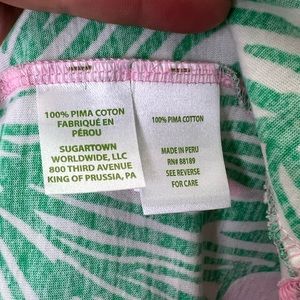 100% PIMA COTTON
FABRIQUÉ EN
PÉROU
SUGARTOWN
WORLDWIDE, LLC
800 THIRD AVENUE
KING OF PRUSSIA, PA
100% PIMA COTTON
MADE IN PERU
RN# 88189
SEE REVERSE
FOR CARE